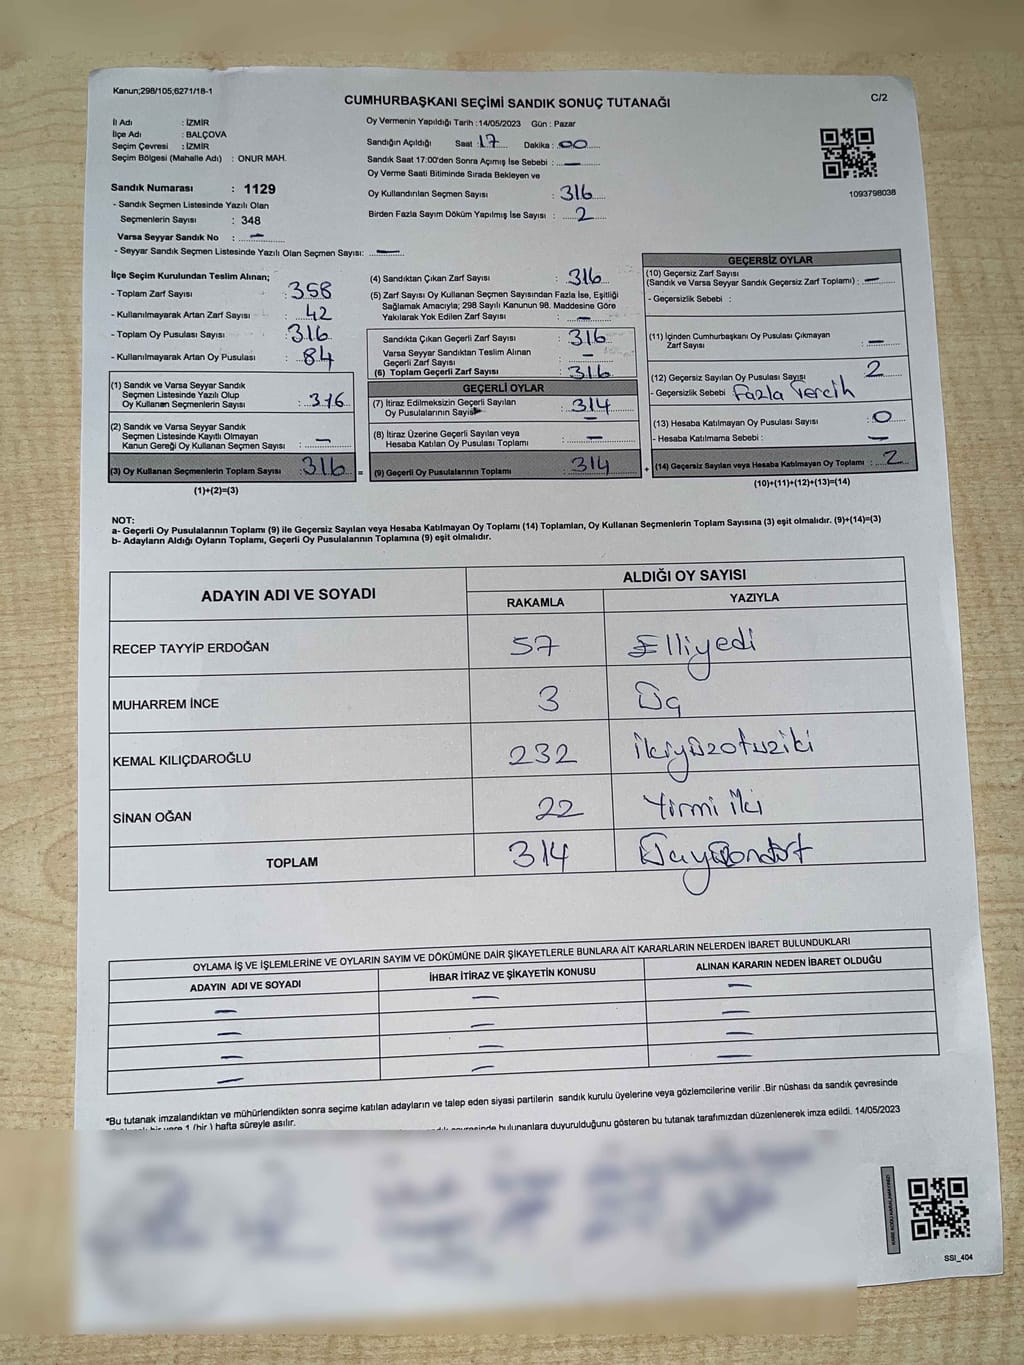 Kanun;298/105;6271/18-1
CUMHURBAŞKANI SEÇİMİ SANDIK SONUÇ TUTANAĞI
C/2
İl Adı : İZMİR
İlçe Adı : BALÇOVA
Seçim Çevresi : İZMİR
Seçim Bölgesi (Mahalle Adı) : ONUR MAH.
Sandık Numarası : 1129
- Sandık Seçmen Listesinde Yazılı Olan
Seçmenlerin Sayısı : 348
Varsa Seyyar Sandık No : —
- Seyyar Sandık Seçmen Listesinde Yazılı Olan Seçmen Sayısı: —
Oy Vermenin Yapıldığı Tarih :14/05/2023 Gün : Pazar
Sandığın Açıldığı Saat : 17 Dakika : 00
Sandık Saat 17:00'den Sonra Açımış İse Sebebi : —
Oy Verme Saati Bitiminde Sırada Bekleyen ve
Oy Kullandırılan Seçmen Sayısı : 316
Birden Fazla Sayım Döküm Yapılmış İse Sayısı : 2
1093798038
İlçe Seçim Kurulundan Teslim Alınan;
- Toplam Zarf Sayısı : 358
- Kullanılmayarak Artan Zarf Sayısı : 42
- Toplam Oy Pusulası Sayısı : 316
- Kullanılmayarak Artan Oy Pusulası : 84
(1) Sandık ve Varsa Seyyar Sandık
Seçmen Listesinde Yazılı Olup
Oy Kullanan Seçmenlerin Sayısı : 316
(2) Sandık ve Varsa Seyyar Sandık
Seçmen Listesinde Kayıtlı Olmayan
Kanun Gereği Oy Kullanan Seçmen Sayısı : —
(3) Oy Kullanan Seçmenlerin Toplam Sayısı : 316 =
(1)+(2)=(3)
(4) Sandıktan Çıkan Zarf Sayısı : 316
(5) Zarf Sayısı Oy Kullanan Seçmen Sayısından Fazla İse, Eşitliği
Sağlamak Amacıyla; 298 Sayılı Kanunun 98. Maddesine Göre
Yakılarak Yok Edilen Zarf Sayısı : —
Sandıkta Çıkan Geçerli Zarf Sayısı : 316
Varsa Seyyar Sandıktan Teslim Alınan
Geçerli Zarf Sayısı : —
(6) Toplam Geçerli Zarf Sayısı : 316
GEÇERLİ OYLAR
(7) İtiraz Edilmeksizin Geçerli Sayılan
Oy Pusulalarının Sayısı : 314
(8) İtiraz Üzerine Geçerli Sayılan veya
Hesaba Katılan Oy Pusulası Toplamı : —
(9) Geçerli Oy Pusulalarının Toplamı : 314 +
GEÇERSİZ OYLAR
(10) Geçersiz Zarf Sayısı
(Sandık ve Varsa Seyyar Sandık Geçersiz Zarf Toplamı) : —
- Geçersizlik Sebebi :
(11) İçinden Cumhurbaşkanı Oy Pusulası Çıkmayan
Zarf Sayısı : —
(12) Geçersiz Sayılan Oy Pusulası Sayısı : 2
- Geçersizlik Sebebi Fazla Tercih
(13) Hesaba Katılmayan Oy Pusulası Sayısı : 0
- Hesaba Katılmama Sebebi : —
(14) Geçersiz Sayılan veya Hesaba Katılmayan Oy Toplamı : 2
(10)+(11)+(12)+(13)=(14)
NOT:
a- Geçerli Oy Pusulalarının Toplamı (9) ile Geçersiz Sayılan veya Hesaba Katılmayan Oy Toplamı (14) Toplamları, Oy Kullanan Seçmenlerin Toplam Sayısına (3) eşit olmalıdır. (9)+(14)=(3)
b- Adayların Aldığı Oyların Toplamı, Geçerli Oy Pusulalarının Toplamına (9) eşit olmalıdır.
ADAYIN ADI VE SOYADI
ALDIĞI OY SAYISI
RAKAMLA YAZIYLA
RECEP TAYYİP ERDOĞAN 57 Elliyedi
MUHARREM İNCE 3 Üç
KEMAL KILIÇDAROĞLU 232 İkiyüzotuziki
SİNAN OĞAN 22 Yirmi iki
TOPLAM 314 Üçyüzondört
OYLAMA İŞ VE İŞLEMLERİNE VE OYLARIN SAYIM VE DÖKÜMÜNE DAİR ŞİKAYETLERLE BUNLARA AİT KARARLARIN NELERDEN İBARET BULUNDUKLARI
ADAYIN ADI VE SOYADI İHBAR İTİRAZ VE ŞİKAYETİN KONUSU ALINAN KARARIN NEDEN İBARET OLDUĞU
— — —
— — —
— — —
— — —
*Bu tutanak imzalandıktan ve mühürlendikten sonra seçime katılan adayların ve talep eden siyasi partilerin sandık kurulu üyelerine veya gözlemcilerine verilir .Bir nüshası da sandık çevresinde
bir yere 1 (bir ) hafta süreyle asılır.
bulunanlara duyurulduğunu gösteren bu tutanak tarafımızdan düzenlenerek imza edildi. 14/05/2023
SSI_404